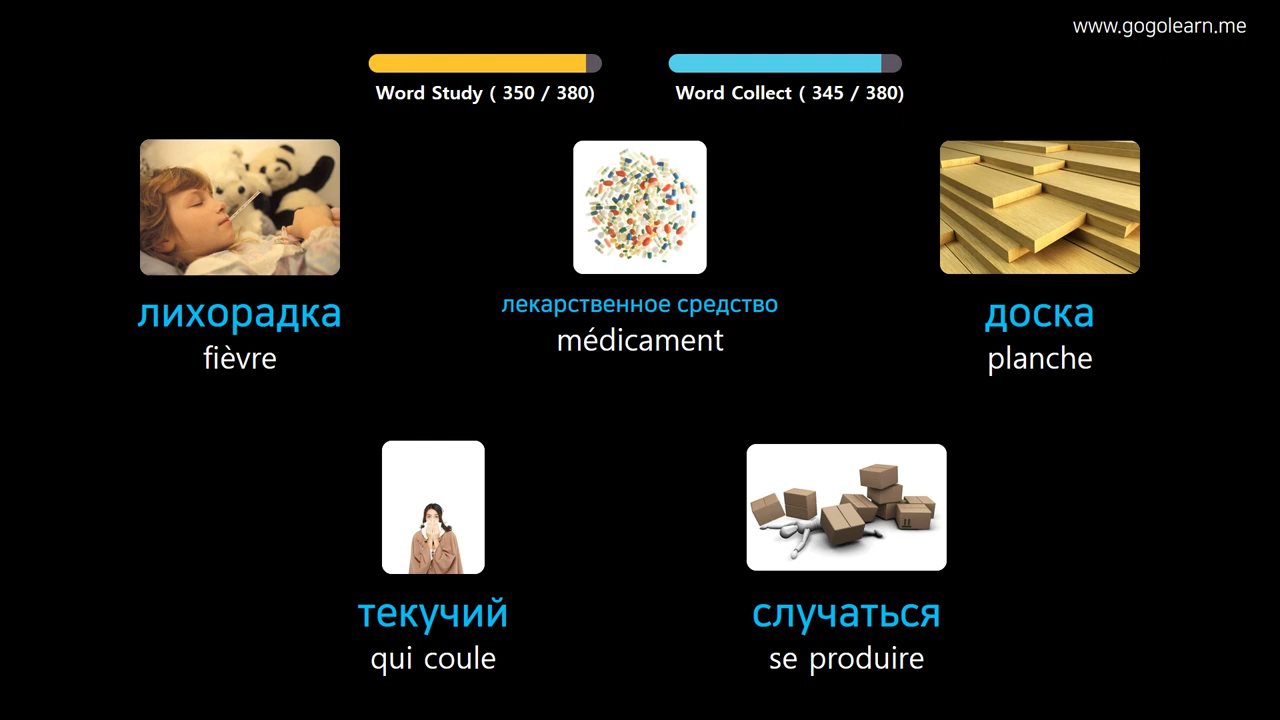 www.gogolearn.me
Word Study ( 350 / 380)
Word Collect ( 345 / 380)
лихорадка
fièvre
лекарственное средство
médicament
доска
planche
текучий
qui coule
случаться
se produire